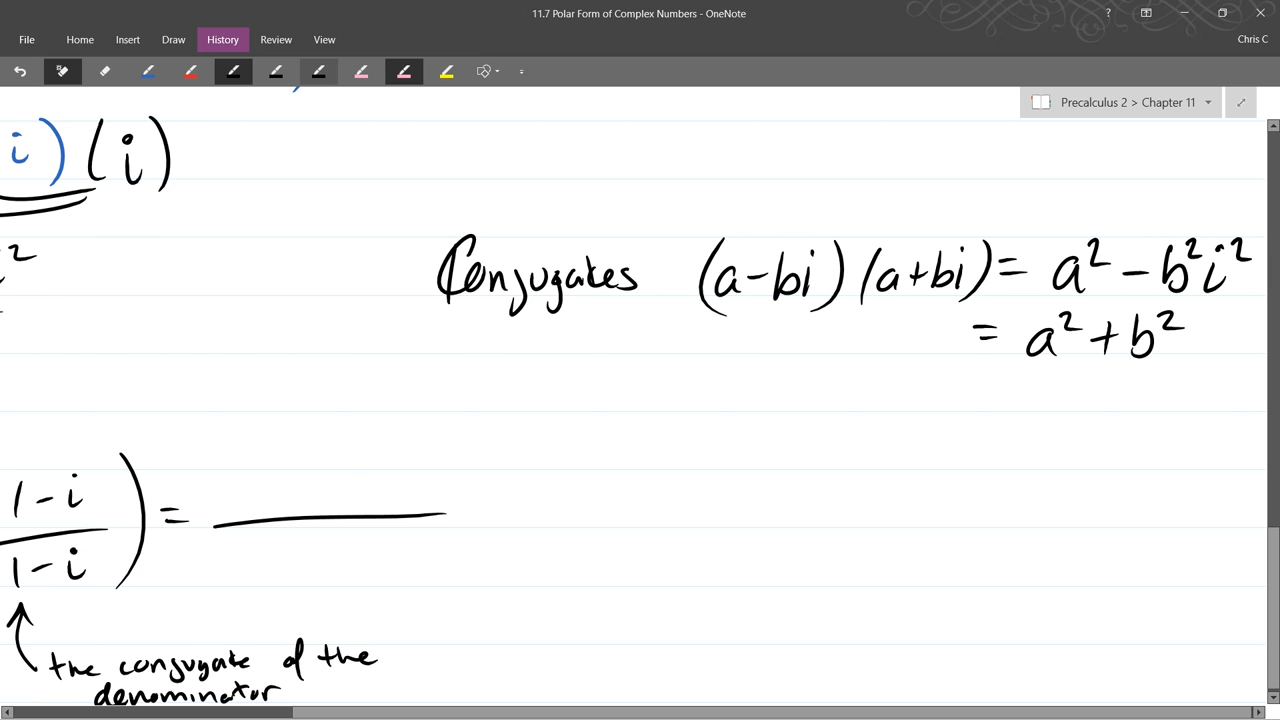 11.7 Polar Form of Complex Numbers - OneNote
?
File Home Insert Draw History Review View
Chris C
Precalculus 2 > Chapter 11
i) (i)
2
Conjugates (a-bi)(a+bi) = a² - b²i²
= a² + b²
1-i
1-i ) =
the conjugate of the
denominator